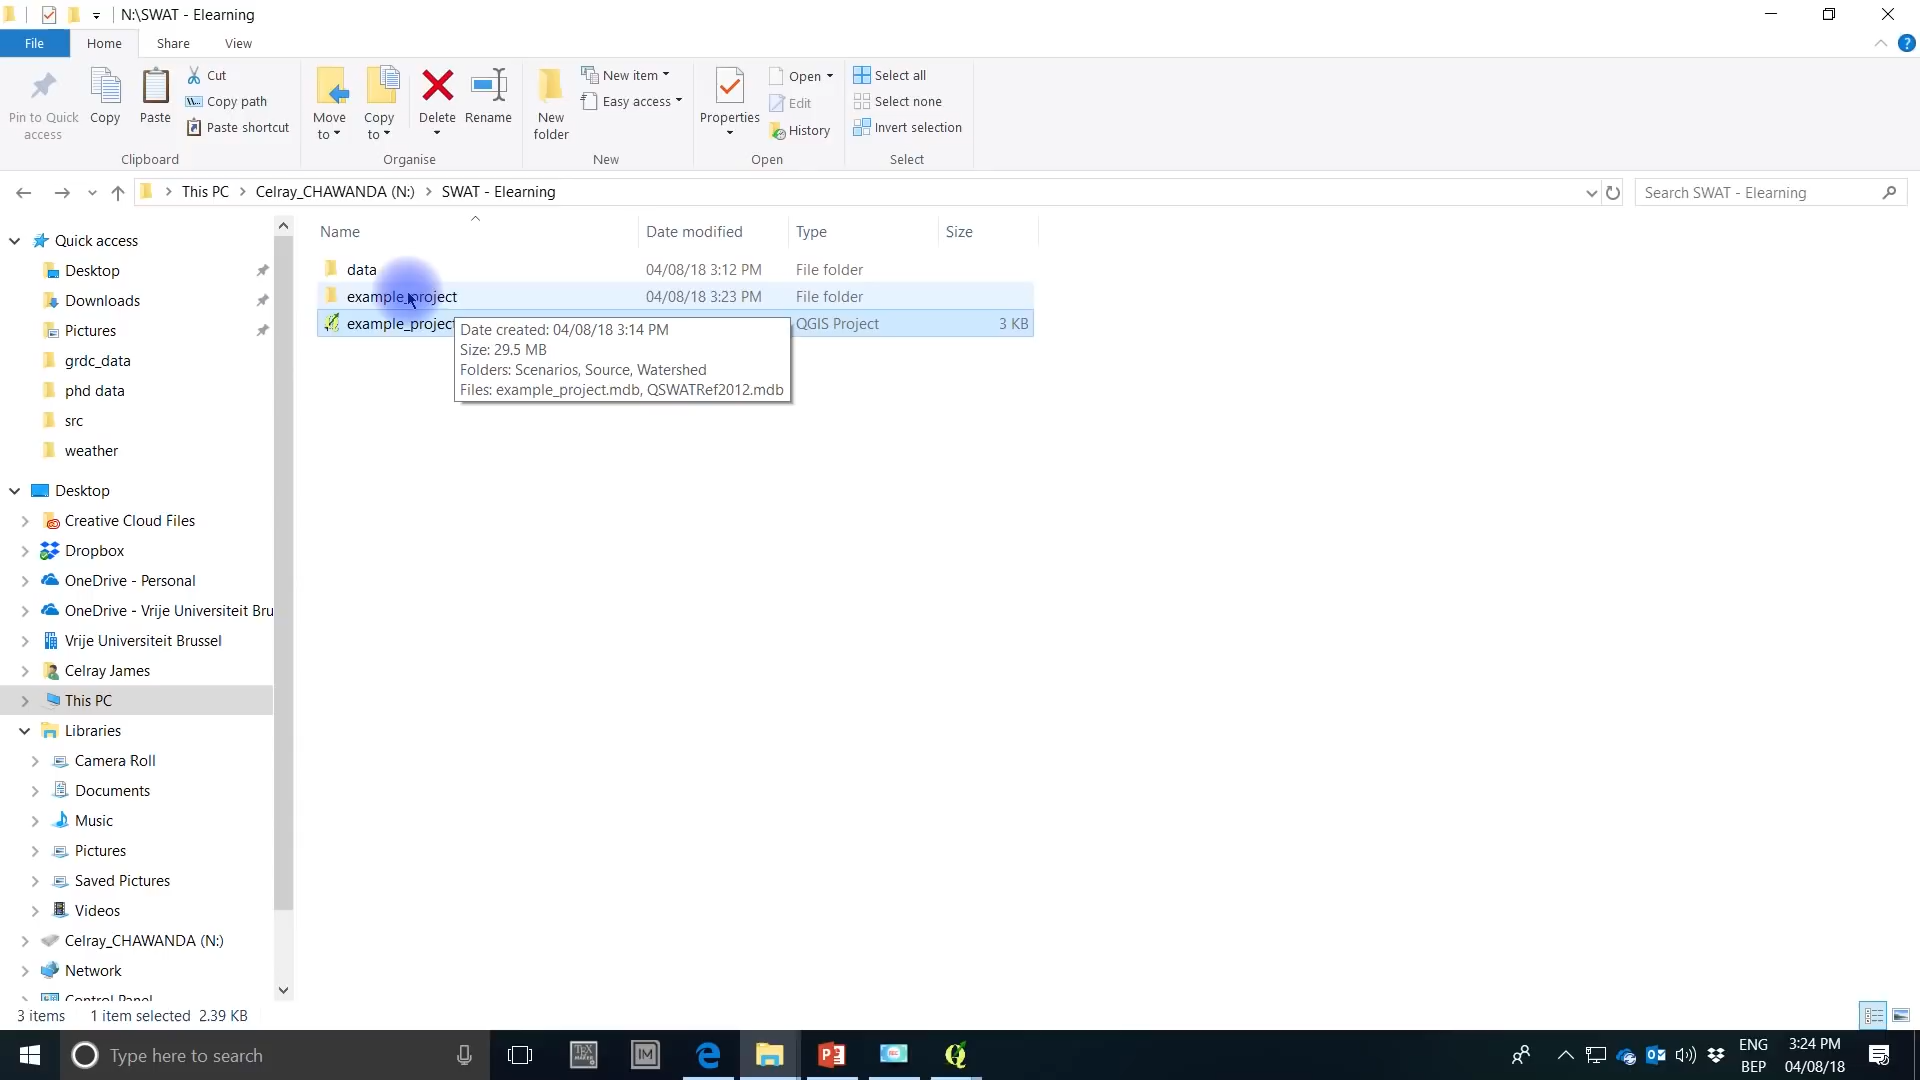 N:\SWAT - Elearning
File
Home
Share
View
Pin to Quick access
Copy
Paste
Cut
Copy path
Paste shortcut
Move to
Copy to
Delete
Rename
New folder
New item
Easy access
Properties
Open
Edit
History
Select all
Select none
Invert selection
Clipboard
Organise
New
Open
Select
This PC
Celray_CHAWANDA (N:)
SWAT - Elearning
Search SWAT - Elearning
Name
Date modified
Type
Size
data
04/08/18 3:12 PM
File folder
example_project
04/08/18 3:23 PM
File folder
example_project
QGIS Project
3 KB
Date created: 04/08/18 3:14 PM
Size: 29.5 MB
Folders: Scenarios, Source, Watershed
Files: example_project.mdb, QSWATRef2012.mdb
Quick access
Desktop
Downloads
Pictures
grdc_data
phd data
src
weather
Desktop
Creative Cloud Files
Dropbox
OneDrive - Personal
OneDrive - Vrije Universiteit Bru
Vrije Universiteit Brussel
Celray James
This PC
Libraries
Camera Roll
Documents
Music
Pictures
Saved Pictures
Videos
Celray_CHAWANDA (N:)
Network
Control Panel
3 items
1 item selected 2.39 KB
Type here to search
IM
ENG
BEP
3:24 PM
04/08/18